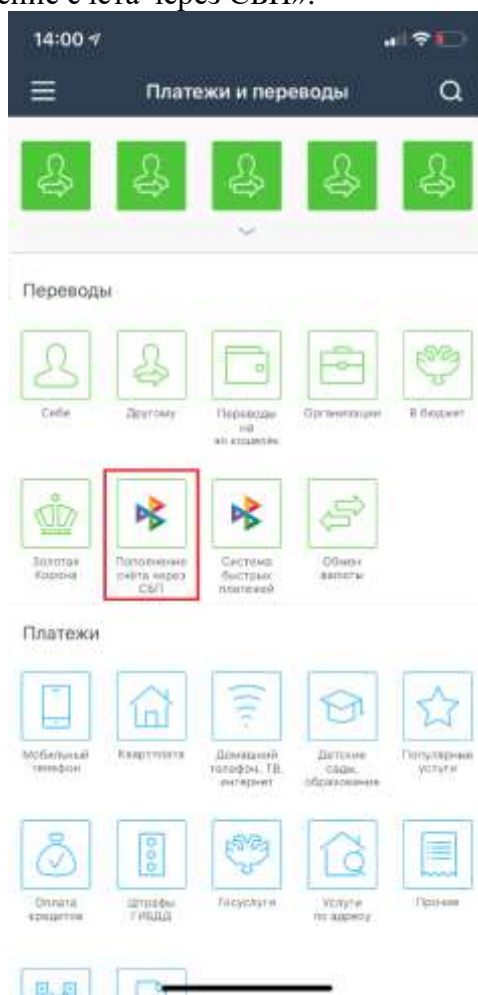 ение счета через СБП».
14:00
Платежи и переводы
Переводы
Себе
Другому
Переводы
на
эл.кошелёк
Организации
В бюджет
Золотая
Корона
Пополнение
счёта через
СБП
Система
быстрых
платежей
Обмен
валюты
Платежи
Мобильный
телефон
Квартплата
Домашний
телефон, ТВ,
интернет
Детские
сады,
образование
Популярные
услуги
Оплата
кредитов
Штрафы
ГИБДД
Госуслуги
Услуги
по адресу
Прочие